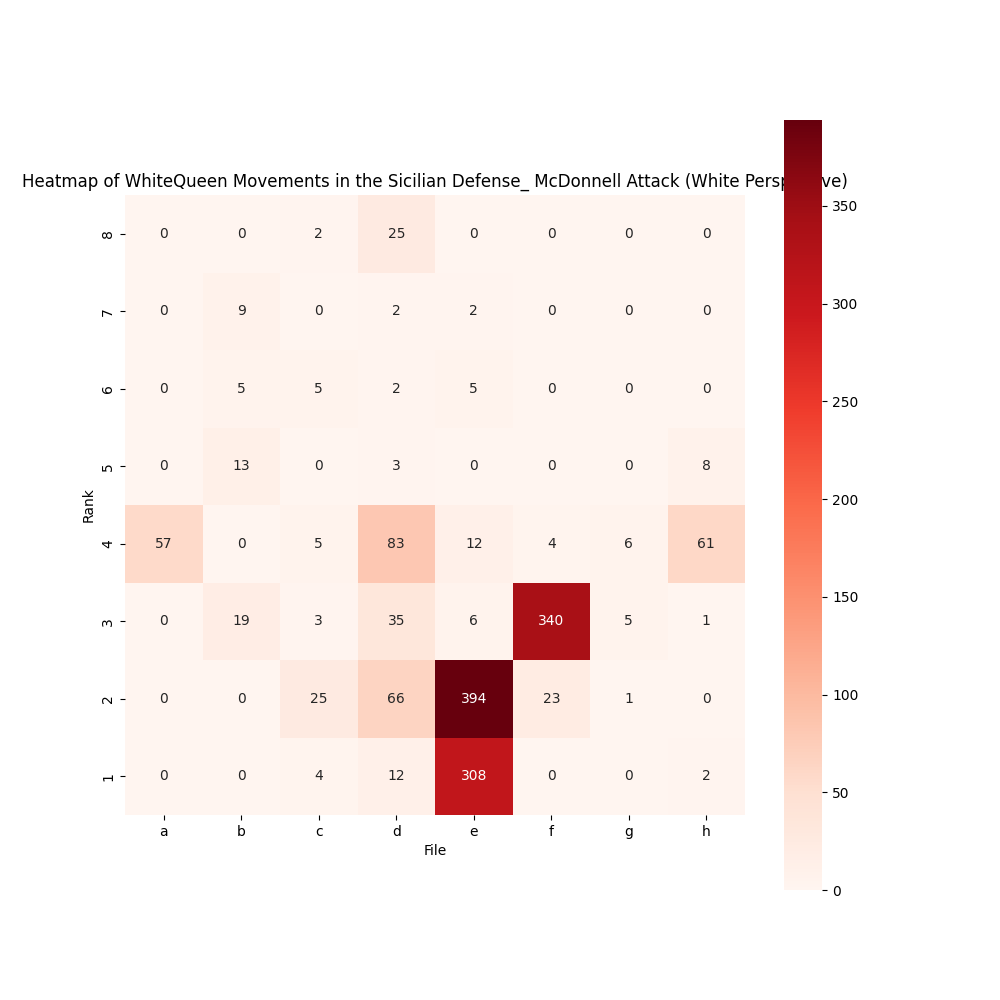 Heatmap of WhiteQueen Movements in the Sicilian Defense_ McDonnell Attack (White Persp ve)
8 0 0 2 25 0 0 0 0
7 0 9 0 2 2 0 0 0
6 0 5 5 2 5 0 0 0
5 0 13 0 3 0 0 0 8
4 57 0 5 83 12 4 6 61
3 0 19 3 35 6 340 5 1
2 0 0 25 66 394 23 1 0
1 0 0 4 12 308 0 0 2
a b c d e f g h
File
Rank
350
300
250
200
150
100
50
0